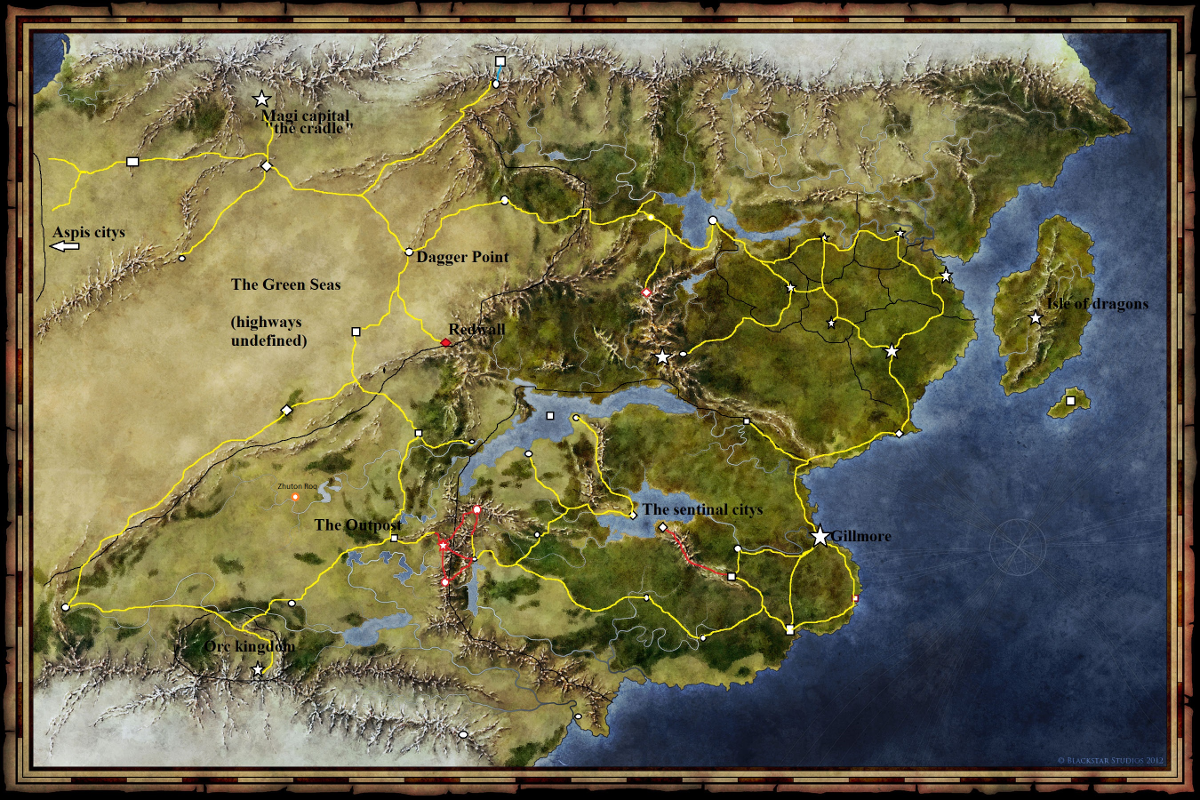 Magi capital
"the cradle"
Aspis citys
Dagger Point
The Green Seas
(highways
undefined)
Isle of dragons
Redwall
Zhuton Roq
The Outpost
The sentinal citys
Gillmore
Orc kingdom
© Blackstar Studios 2012